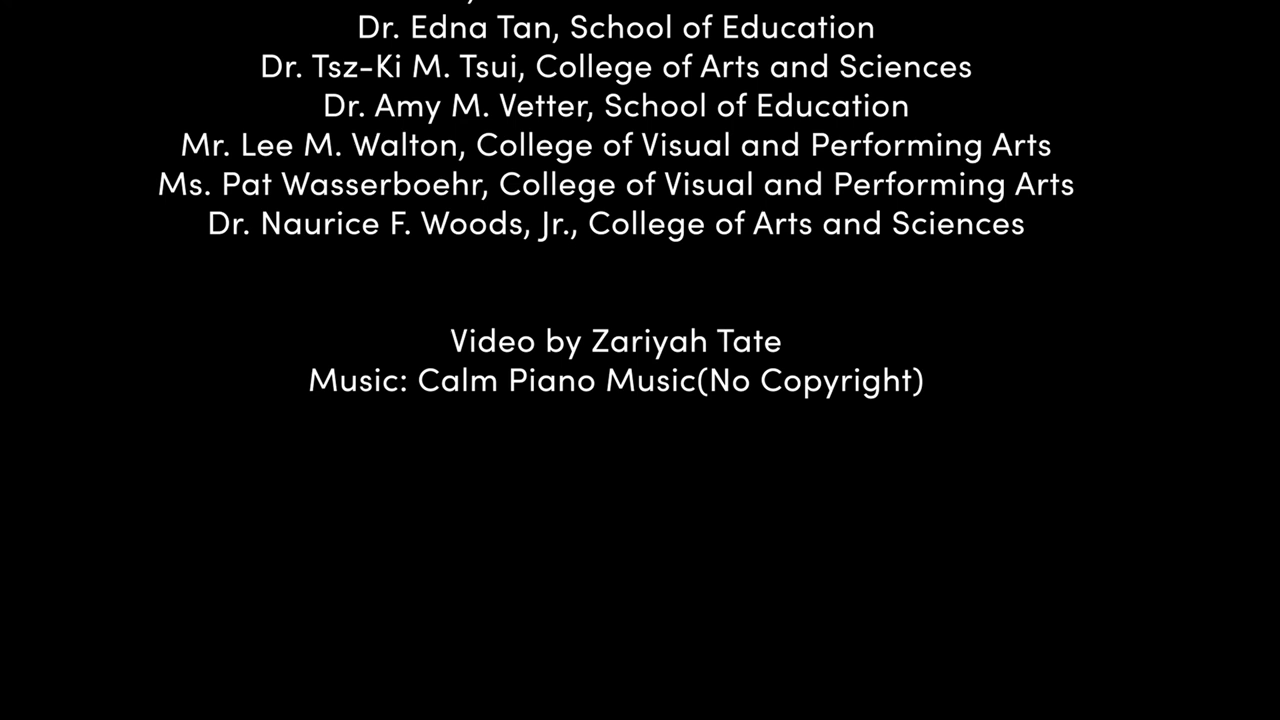 Dr. Edna Tan, School of Education
Dr. Tsz-Ki M. Tsui, College of Arts and Sciences
Dr. Amy M. Vetter, School of Education
Mr. Lee M. Walton, College of Visual and Performing Arts
Ms. Pat Wasserboehr, College of Visual and Performing Arts
Dr. Naurice F. Woods, Jr., College of Arts and Sciences
Video by Zariyah Tate
Music: Calm Piano Music(No Copyright)